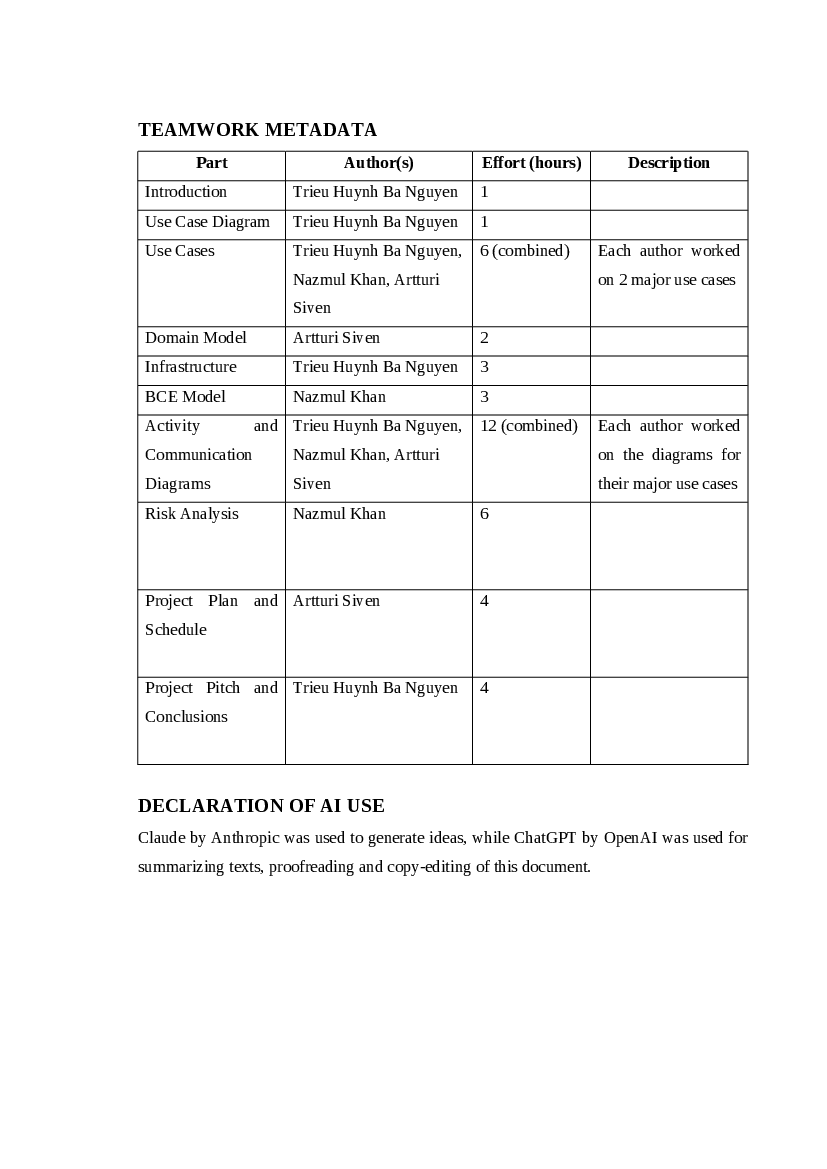 TEAMWORK METADATA
Part Author(s) Effort (hours) Description
Introduction Trieu Huynh Ba Nguyen 1
Use Case Diagram Trieu Huynh Ba Nguyen 1
Use Cases Trieu Huynh Ba Nguyen, 6 (combined) Each author worked
Nazmul Khan, Artturi on 2 major use cases
Siven
Domain Model Artturi Siven 2
Infrastructure Trieu Huynh Ba Nguyen 3
BCE Model Nazmul Khan 3
Activity and Trieu Huynh Ba Nguyen, 12 (combined) Each author worked
Communication Nazmul Khan, Artturi on the diagrams for
Diagrams Siven their major use cases
Risk Analysis Nazmul Khan 6
Project Plan and Artturi Siven 4
Schedule
Project Pitch and Trieu Huynh Ba Nguyen 4
Conclusions
DECLARATION OF AI USE
Claude by Anthropic was used to generate ideas, while ChatGPT by OpenAI was used for
summarizing texts, proofreading and copy-editing of this document.